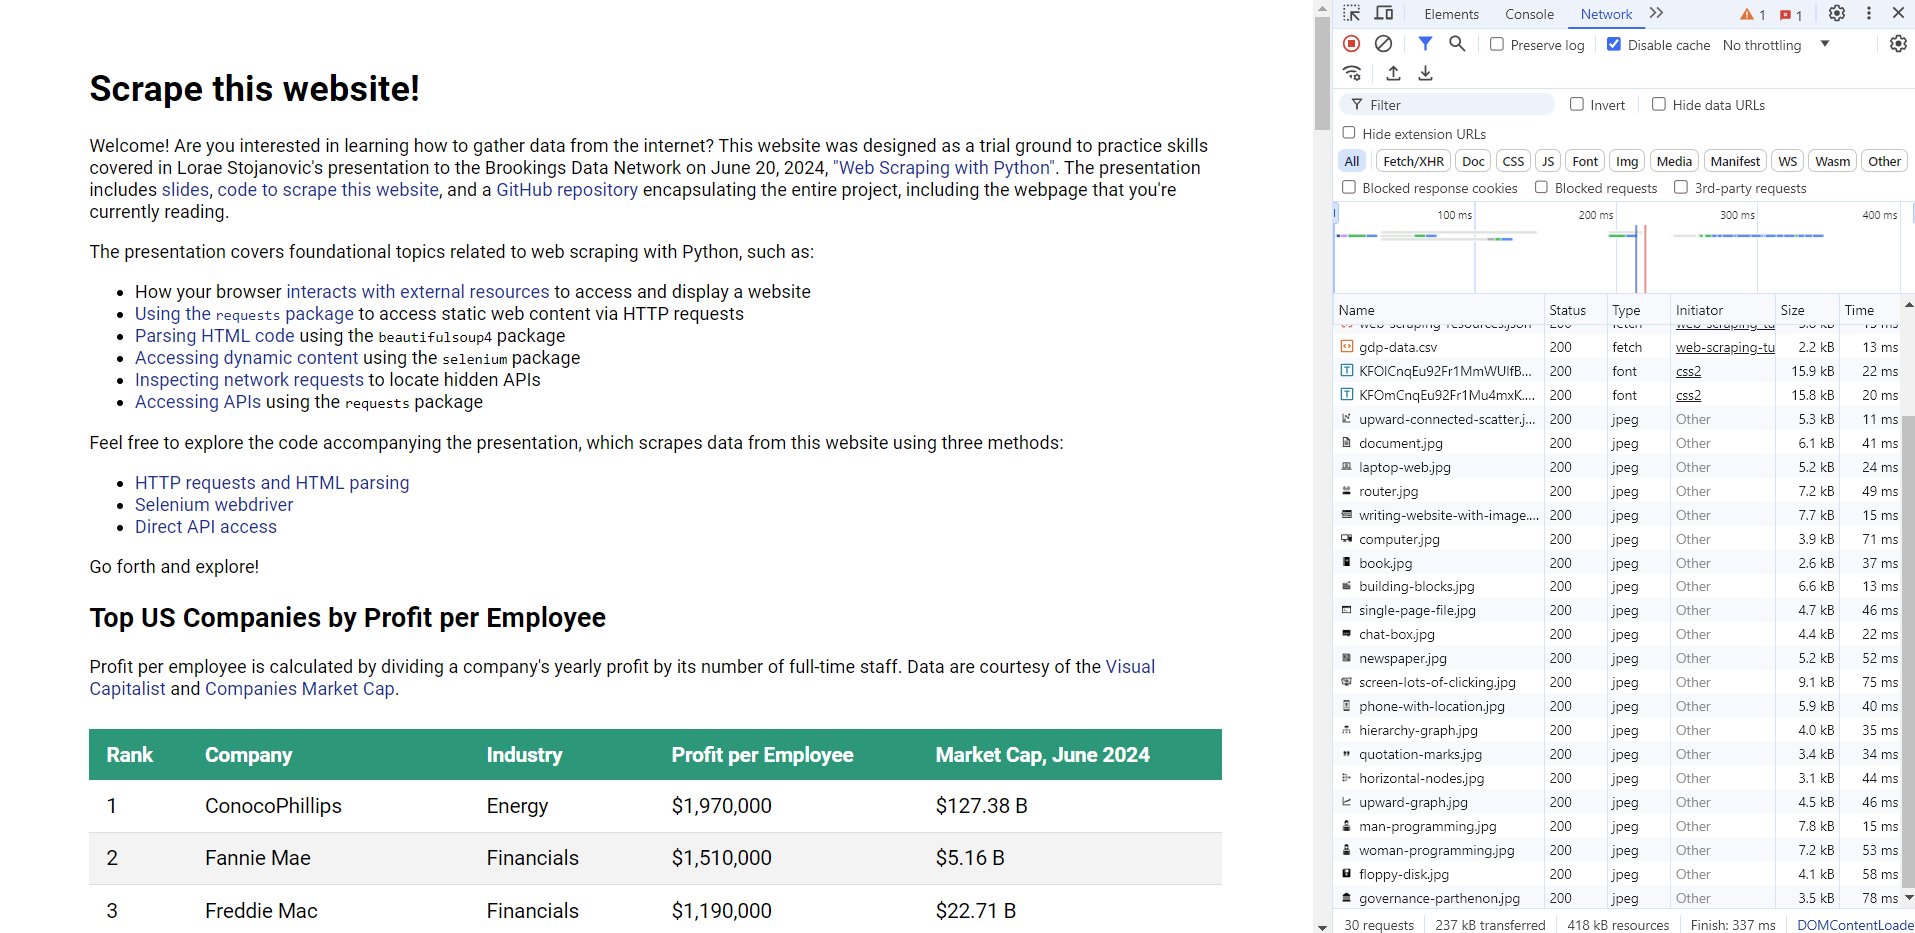 Scrape this website!
Welcome! Are you interested in learning how to gather data from the internet? This website was designed as a trial ground to practice skills
covered in Lorae Stojanovic's presentation to the Brookings Data Network on June 20, 2024, "Web Scraping with Python". The presentation
includes slides, code to scrape this website, and a GitHub repository encapsulating the entire project, including the webpage that you're
currently reading.
The presentation covers foundational topics related to web scraping with Python, such as:
• How your browser interacts with external resources to access and display a website
• Using the requests package to access static web content via HTTP requests
• Parsing HTML code using the beautifulsoup4 package
• Accessing dynamic content using the selenium package
• Inspecting network requests to locate hidden APIs
• Accessing APIs using the requests package
Feel free to explore the code accompanying the presentation, which scrapes data from this website using three methods:
• HTTP requests and HTML parsing
• Selenium webdriver
• Direct API access
Go forth and explore!
Top US Companies by Profit per Employee
Profit per employee is calculated by dividing a company's yearly profit by its number of full-time staff. Data are courtesy of the Visual
Capitalist and Companies Market Cap.
Rank Company Industry Profit per Employee Market Cap, June 2024
1 ConocoPhillips Energy $1,970,000 $127.38 B
2 Fannie Mae Financials $1,510,000 $5.16 B
3 Freddie Mac Financials $1,190,000 $22.71 B
Elements Console Network 1 1
Preserve log Disable cache No throttling
Filter Invert Hide data URLs
Hide extension URLs
All Fetch/XHR Doc CSS JS Font Img Media Manifest WS Wasm Other
Blocked response cookies Blocked requests 3rd-party requests
100 ms 200 ms 300 ms 400 ms
Name Status Type Initiator Size Time
web-scraping-resources.json 200 fetch web-scraping-tu
gdp-data.csv 200 fetch web-scraping-tu 2.2 kB 13 ms
200 font css2 15.9 kB 22 ms
KFOmCnqEu92Fr1Mu4mxK... 200 font css2 15.8 kB 20 ms
upward-connected-scatter.j... 200 jpeg Other 5.3 kB 11 ms
document.jpg 200 jpeg Other 6.1 kB 41 ms
laptop-web.jpg 200 jpeg Other 5.2 kB 24 ms
router.jpg 200 jpeg Other 7.2 kB 49 ms
writing-website-with-image.... 200 jpeg Other 7.7 kB 15 ms
computer.jpg 200 jpeg Other 3.9 kB 71 ms
book.jpg 200 jpeg Other 2.6 kB 37 ms
building-blocks.jpg 200 jpeg Other 6.6 kB 13 ms
single-page-file.jpg 200 jpeg Other 4.7 kB 46 ms
chat-box.jpg 200 jpeg Other 4.4 kB 22 ms
newspaper.jpg 200 jpeg Other 5.2 kB 52 ms
screen-lots-of-clicking.jpg 200 jpeg Other 9.1 kB 75 ms
phone-with-location.jpg 200 jpeg Other 5.9 kB 40 ms
hierarchy-graph.jpg 200 jpeg Other 4.0 kB 35 ms
quotation-marks.jpg 200 jpeg Other 3.4 kB 34 ms
horizontal-nodes.jpg 200 jpeg Other 3.1 kB 44 ms
upward-graph.jpg 200 jpeg Other 4.5 kB 46 ms
man-programming.jpg 200 jpeg Other 7.8 kB 15 ms
woman-programming.jpg 200 jpeg Other 7.2 kB 53 ms
floppy-disk.jpg 200 jpeg Other 4.1 kB 58 ms
governance-parthenon.jpg 200 jpeg Other 3.5 kB 78 ms
30 requests 237 kB transferred 418 kB resources Finish: 337 ms DOMContentLoade